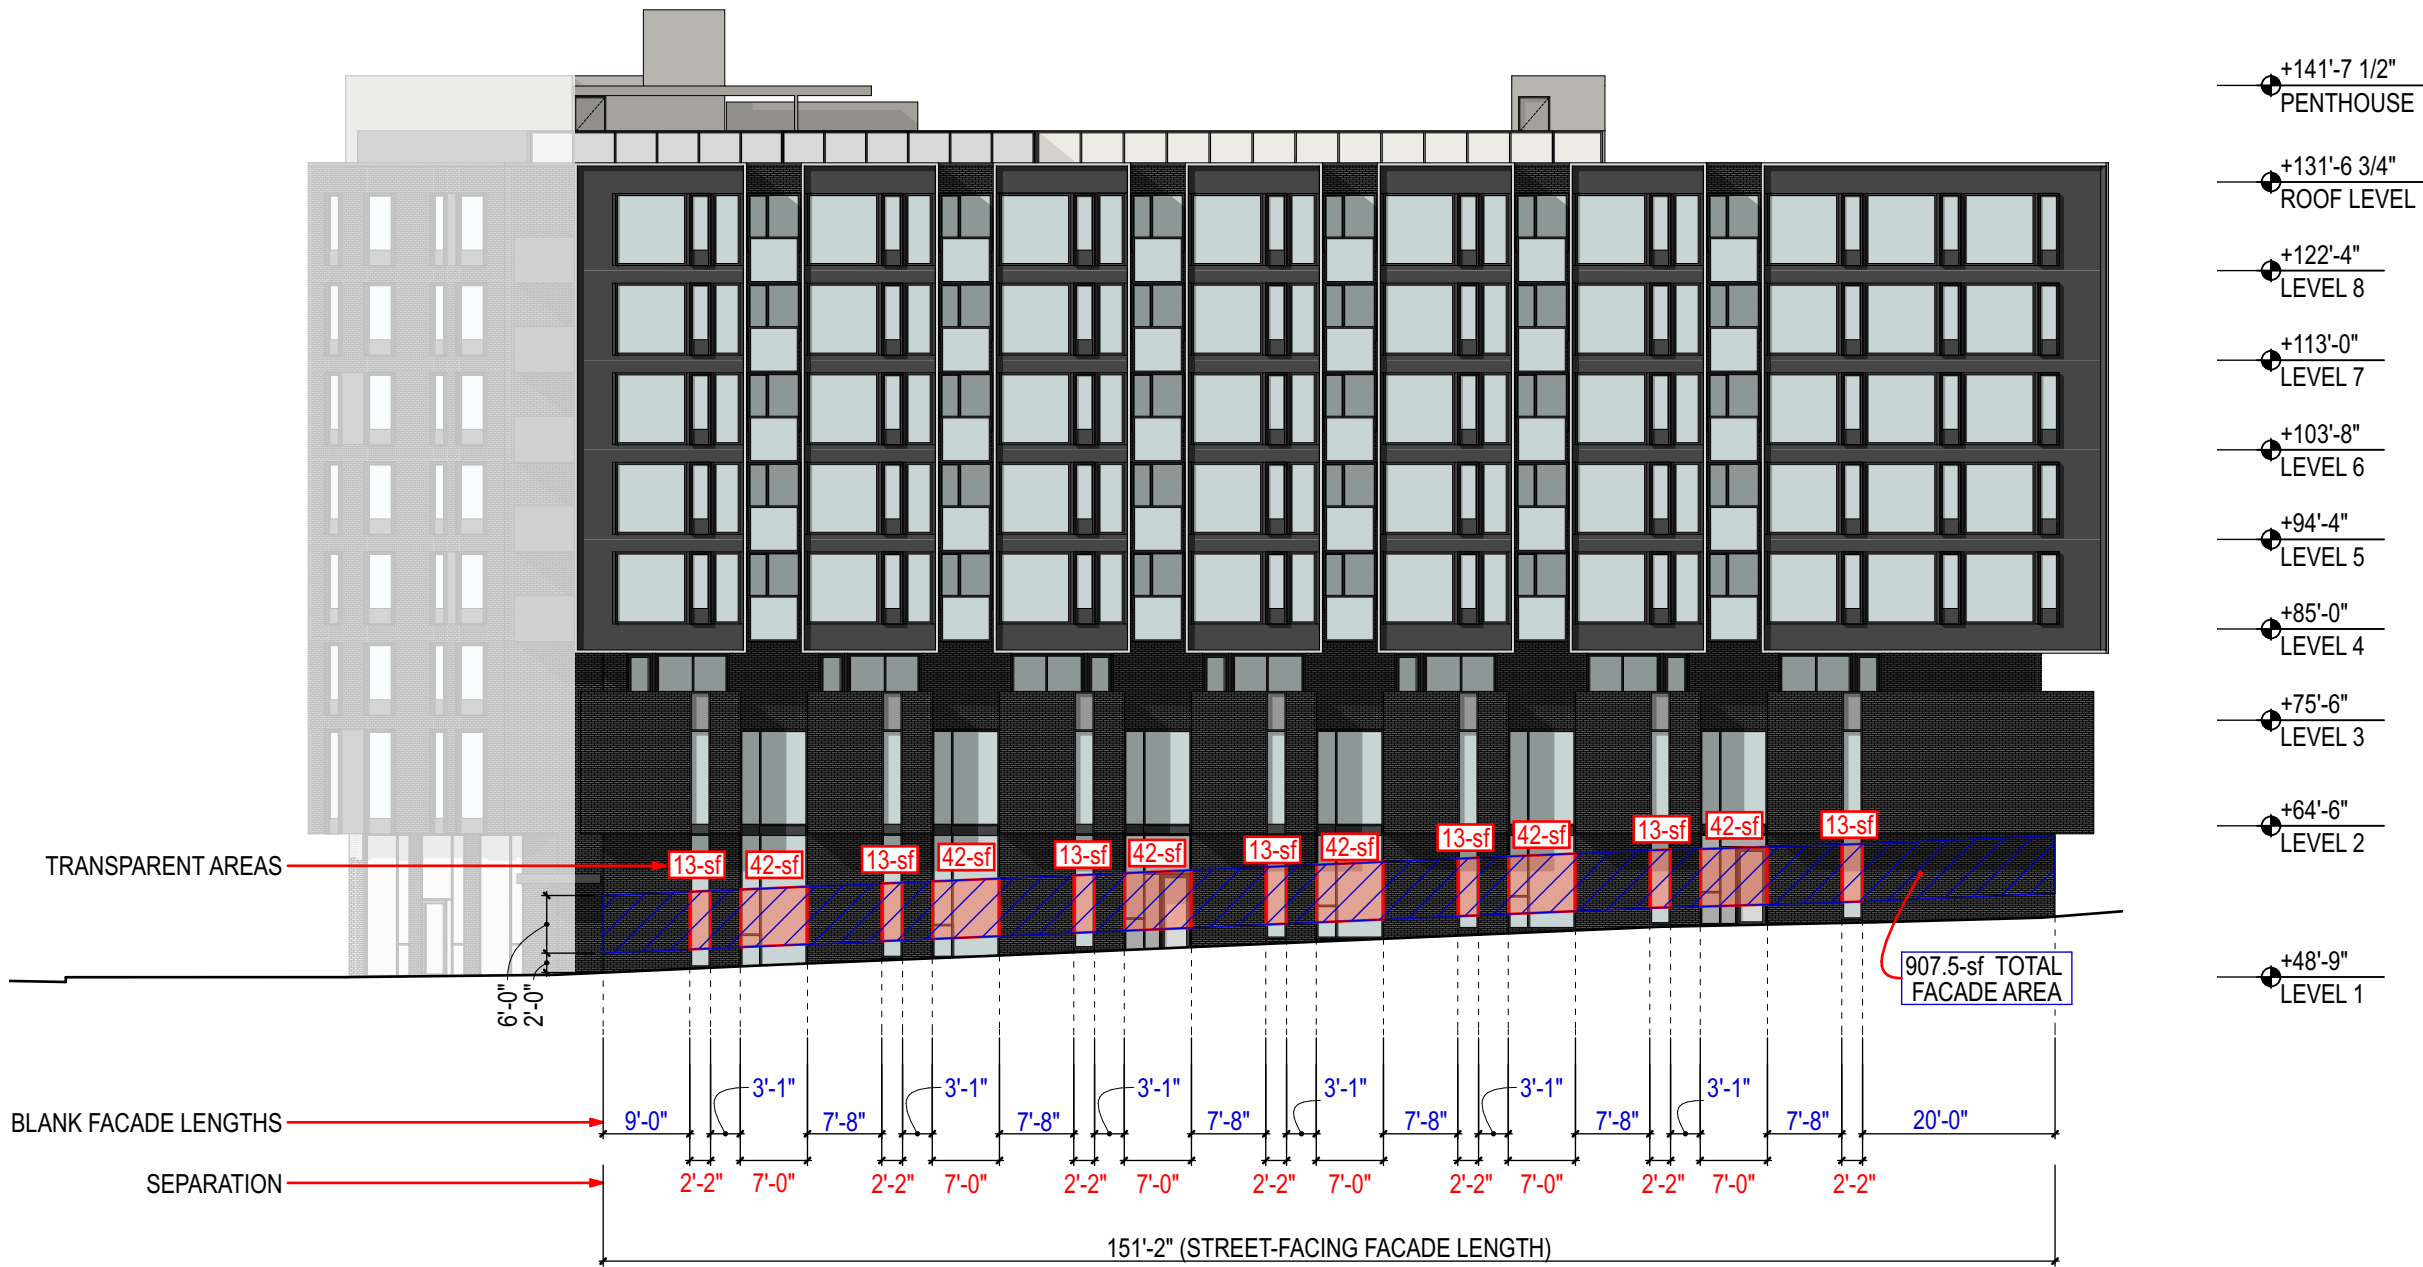 +141'-7 1/2"
PENTHOUSE
+131'-6 3/4"
ROOF LEVEL
+122'-4"
LEVEL 8
+113'-0"
LEVEL 7
+103'-8"
LEVEL 6
+94'-4"
LEVEL 5
+85'-0"
LEVEL 4
+75'-6"
LEVEL 3
+64'-6"
LEVEL 2
+48'-9"
LEVEL 1
TRANSPARENT AREAS
13-sf 42-sf 13-sf 42-sf 13-sf 42-sf 13-sf 42-sf 13-sf 42-sf 13-sf 42-sf 13-sf
907.5-sf TOTAL
FACADE AREA
6'-0"
2'-0"
3'-1" 3'-1" 3'-1" 3'-1" 3'-1" 3'-1"
BLANK FACADE LENGTHS
9'-0" 7'-8" 7'-8" 7'-8" 7'-8" 7'-8" 7'-8" 20'-0"
SEPARATION
2'-2" 7'-0" 2'-2" 7'-0" 2'-2" 7'-0" 2'-2" 7'-0" 2'-2" 7'-0" 2'-2" 7'-0" 2'-2"
151'-2" (STREET-FACING FACADE LENGTH)